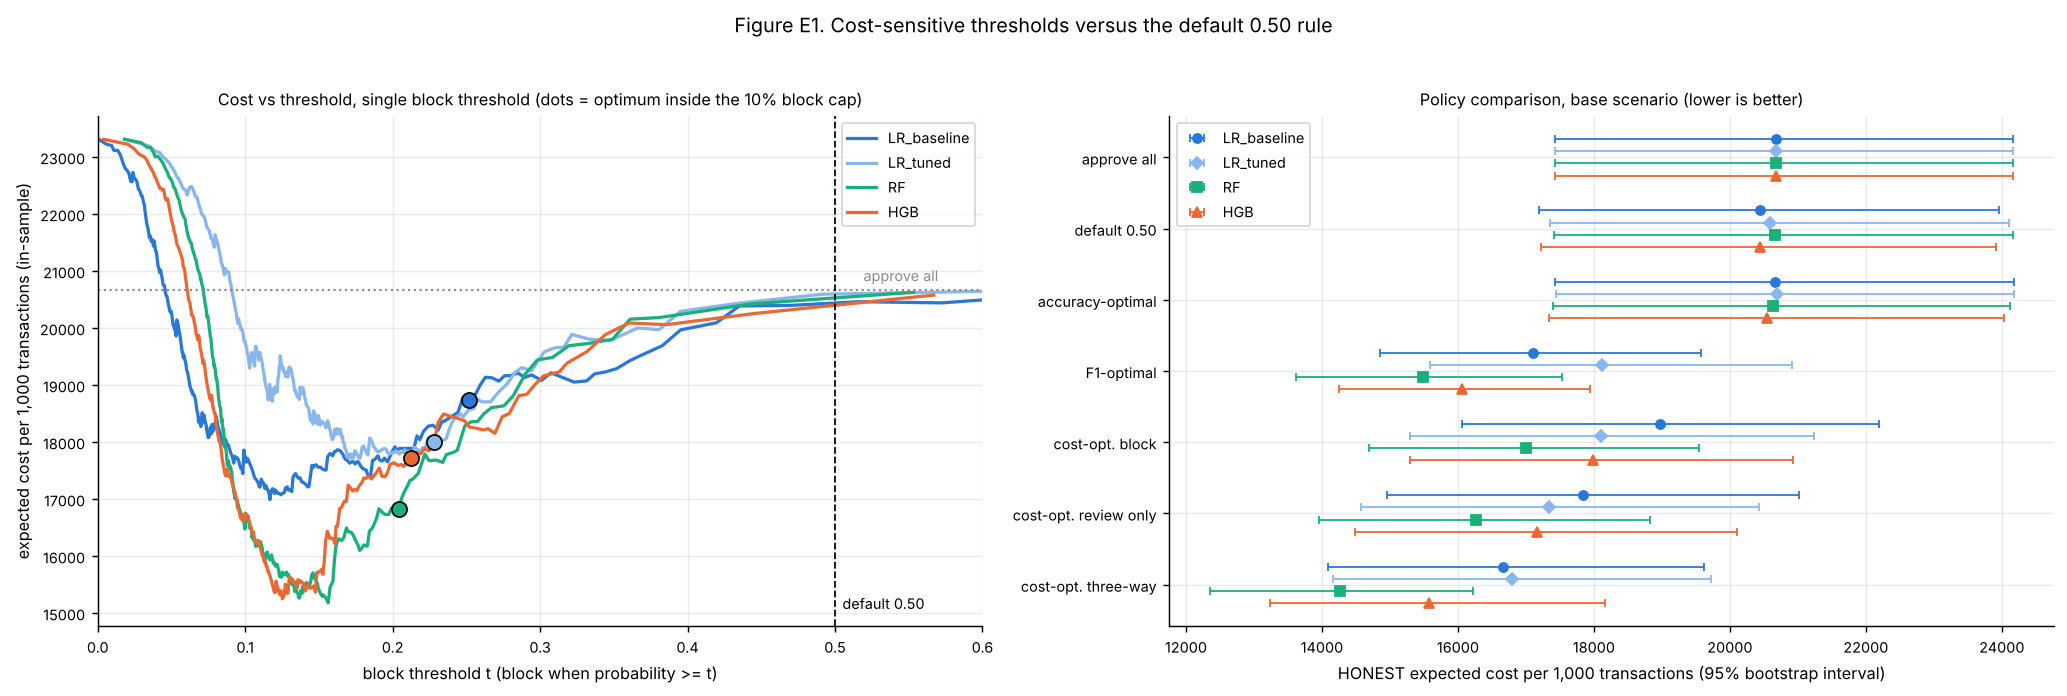 Figure E1. Cost-sensitive thresholds versus the default 0.50 rule
Cost vs threshold, single block threshold (dots = optimum inside the 10% block cap)
expected cost per 1,000 transactions (in-sample)
23000
22000
21000
20000
19000
18000
17000
16000
15000
LR_baseline
LR_tuned
RF
HGB
approve all
default 0.50
0.0
0.1
0.2
0.3
0.4
0.5
0.6
block threshold t (block when probability >= t)
Policy comparison, base scenario (lower is better)
LR_baseline
LR_tuned
RF
HGB
approve all
default 0.50
accuracy-optimal
F1-optimal
cost-opt. block
cost-opt. review only
cost-opt. three-way
12000
14000
16000
18000
20000
22000
24000
HONEST expected cost per 1,000 transactions (95% bootstrap interval)